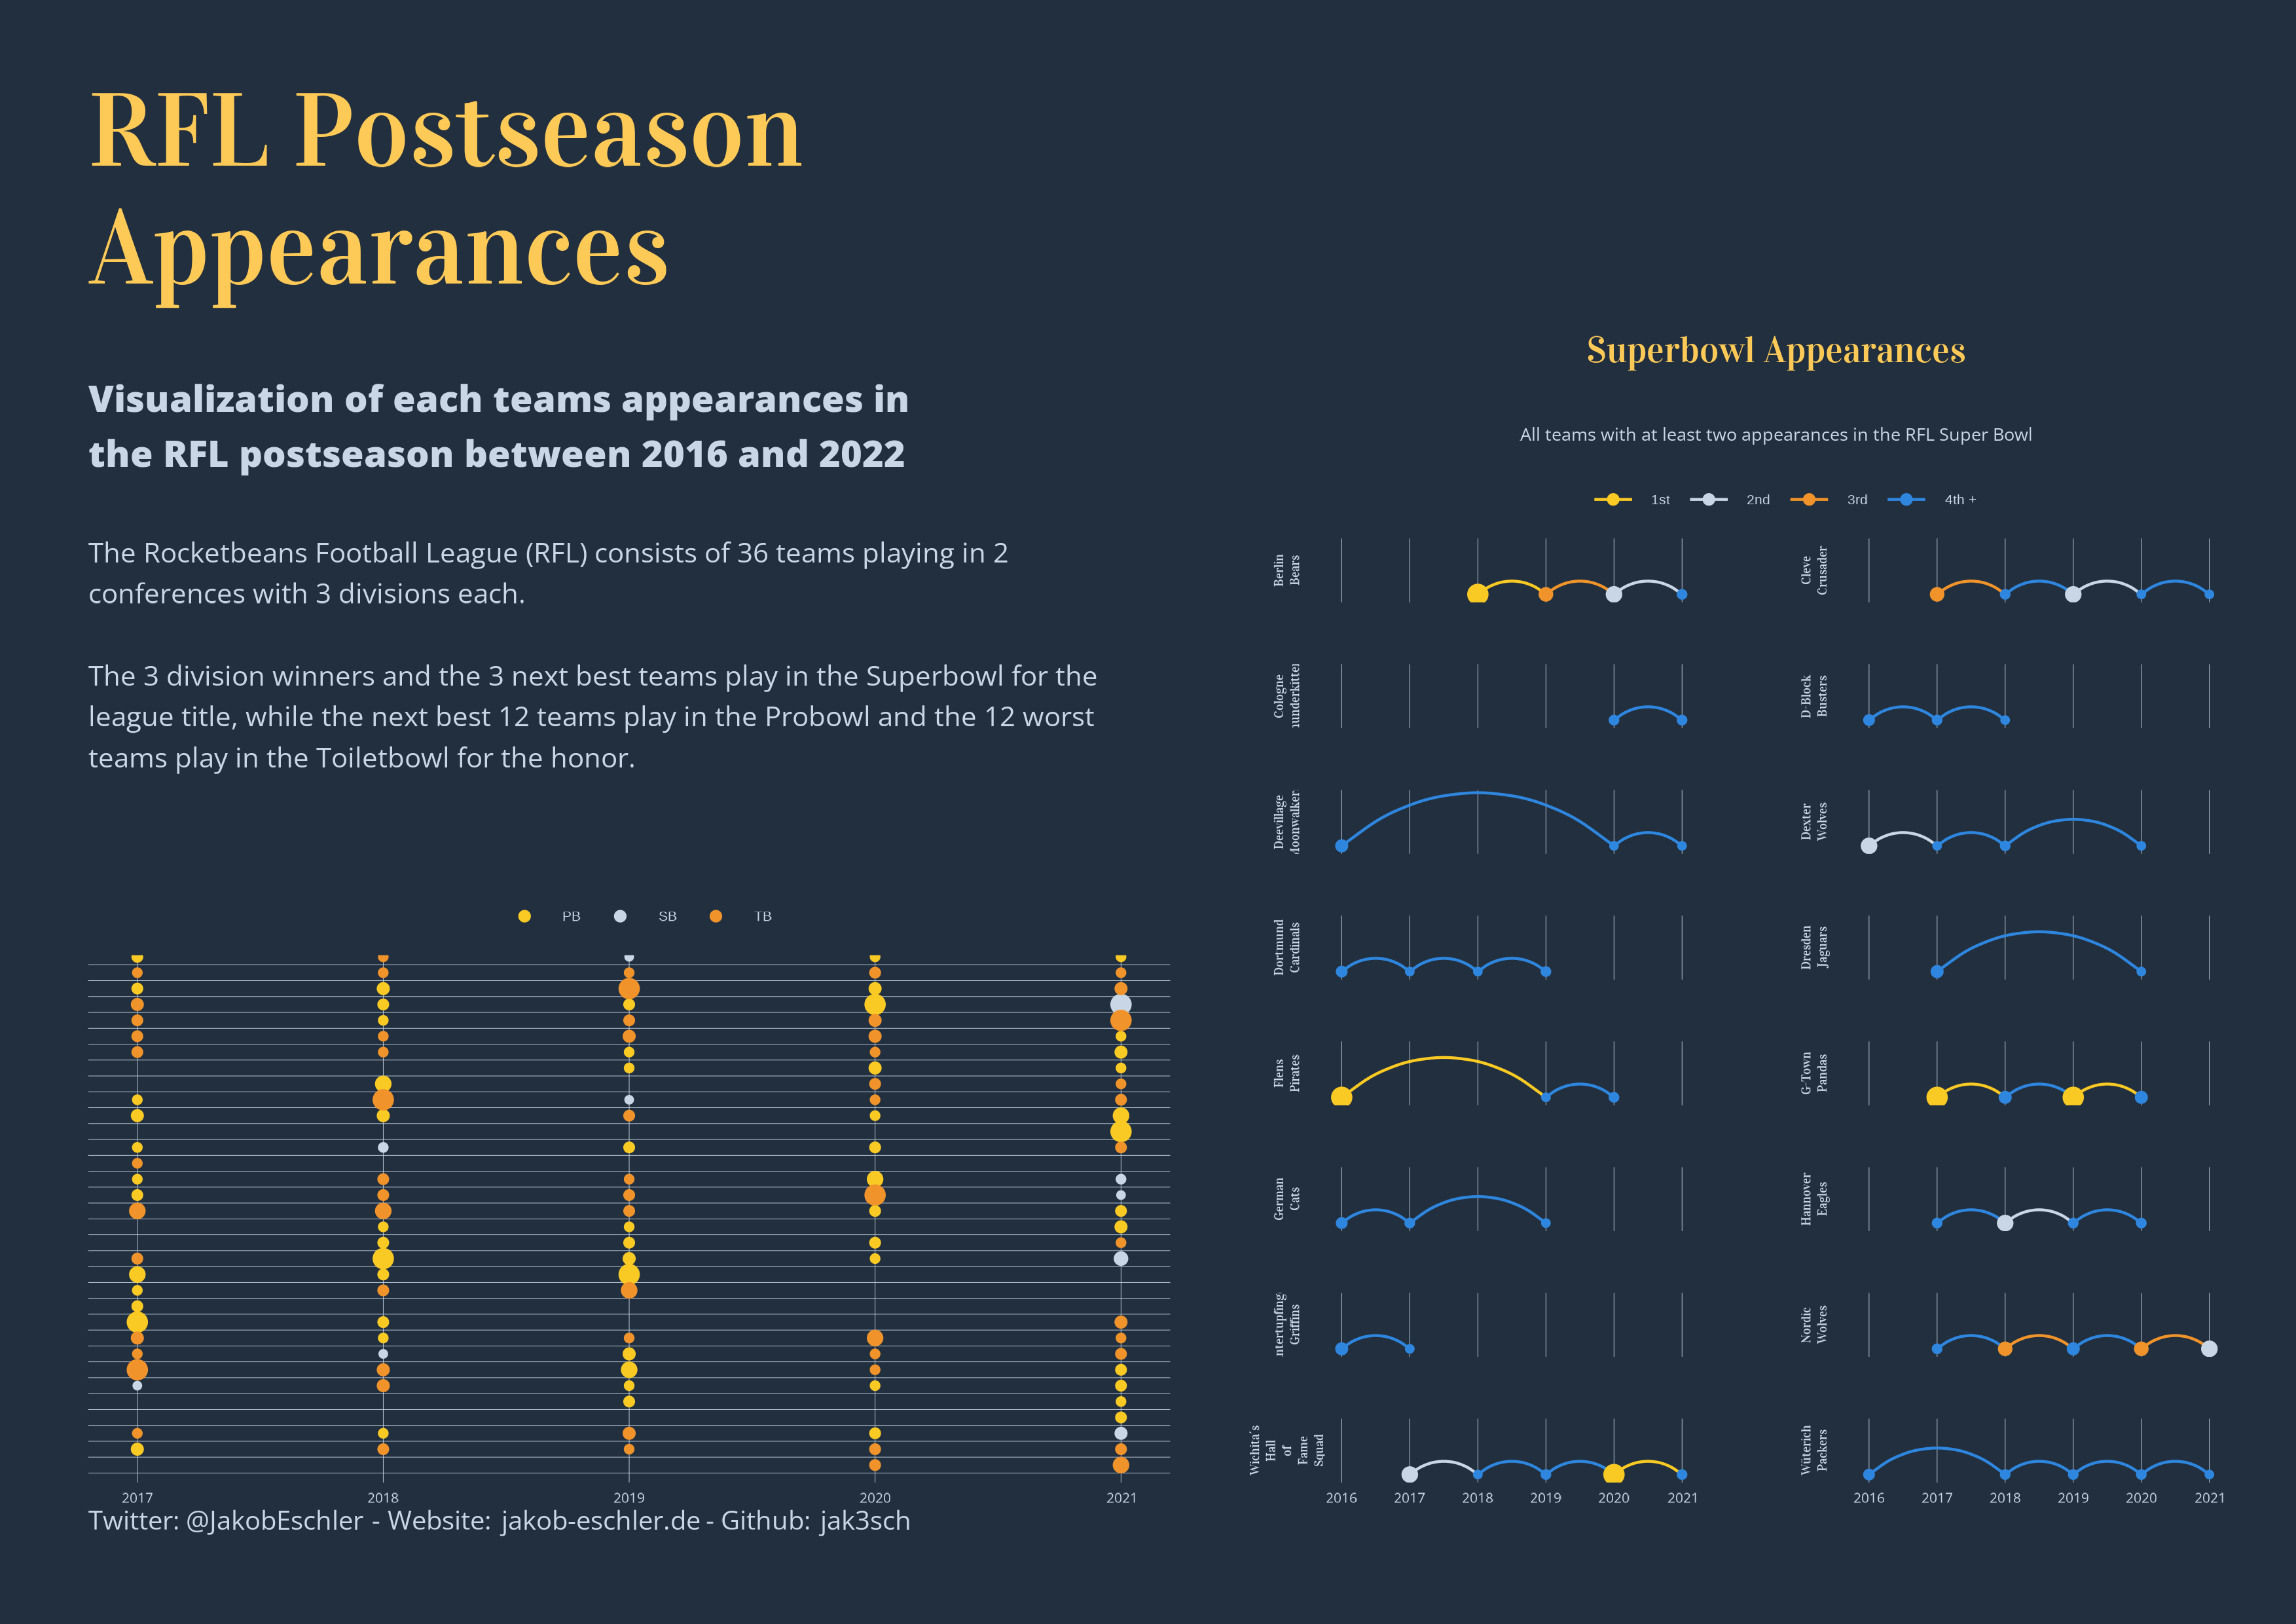 RFL Postseason
Appearances
Visualization of each teams appearances in
the RFL postseason between 2016 and 2022
The Rocketbeans Football League (RFL) consists of 36 teams playing in 2
conferences with 3 divisions each.
The 3 division winners and the 3 next best teams play in the Superbowl for the
league title, while the next best 12 teams play in the Probowl and the 12 worst
teams play in the Toiletbowl for the honor.
PB SB TB
2017 2018 2019 2020 2021
Twitter: @JakobEschler - Website: jakob-eschler.de - Github: jak3sch
Superbowl Appearances
All teams with at least two appearances in the RFL Super Bowl
1st 2nd 3rd 4th +
Berlin
Bears
Cleve
Crusader
Cologne
underkitten
D-Block
Busters
Deevillage
Moonwalker
Dexter
Wolves
Dortmund
Cardinals
Dresden
Jaguars
Flens
Pirates
G-Town
Pandas
German
Cats
Hannover
Eagles
ntertupfing
Griffins
Nordic
Wolves
Wichita's
Hall
of
Fame
Squad
Wüterich
Packers
2016 2017 2018 2019 2020 2021
2016 2017 2018 2019 2020 2021